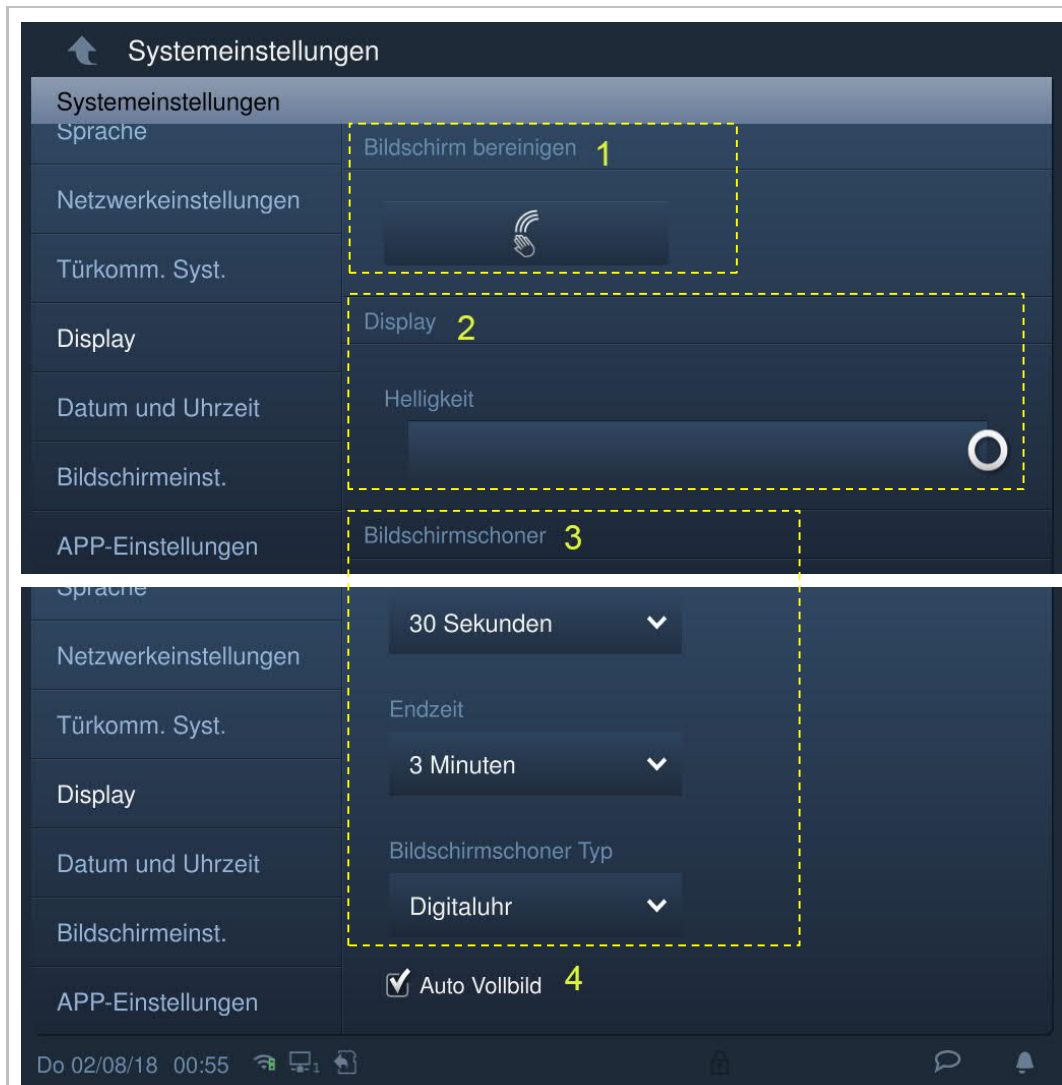 Systemeinstellungen
Systemeinstellungen
Sprache
Netzwerkeinstellungen
Türkomm. Syst.
Display
Datum und Uhrzeit
Bildschirmeinst.
APP-Einstellungen
Bildschirm bereinigen 1
Display 2
Helligkeit
Bildschirmschoner 3
Sprache
Netzwerkeinstellungen
Türkomm. Syst.
Display
Datum und Uhrzeit
Bildschirmeinst.
APP-Einstellungen
30 Sekunden
Endzeit
3 Minuten
Bildschirmschoner Typ
Digitaluhr
Auto Vollbild 4
Do 02/08/18 00:55 1